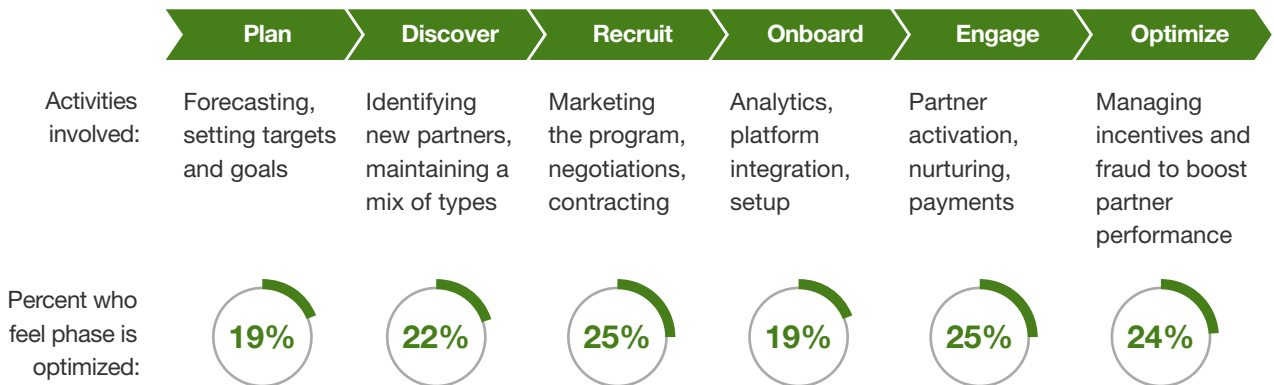 Plan Discover Recruit Onboard Engage Optimize
Activities
involved:
Forecasting,
setting targets
and goals
Identifying
new partners,
maintaining a
mix of types
Marketing
the program,
negotiations,
contracting
Analytics,
platform
integration,
setup
Partner
activation,
nurturing,
payments
Managing
incentives and
fraud to boost
partner
performance
Percent who
feel phase is
optimized:
19% 22% 25% 19% 25% 24%